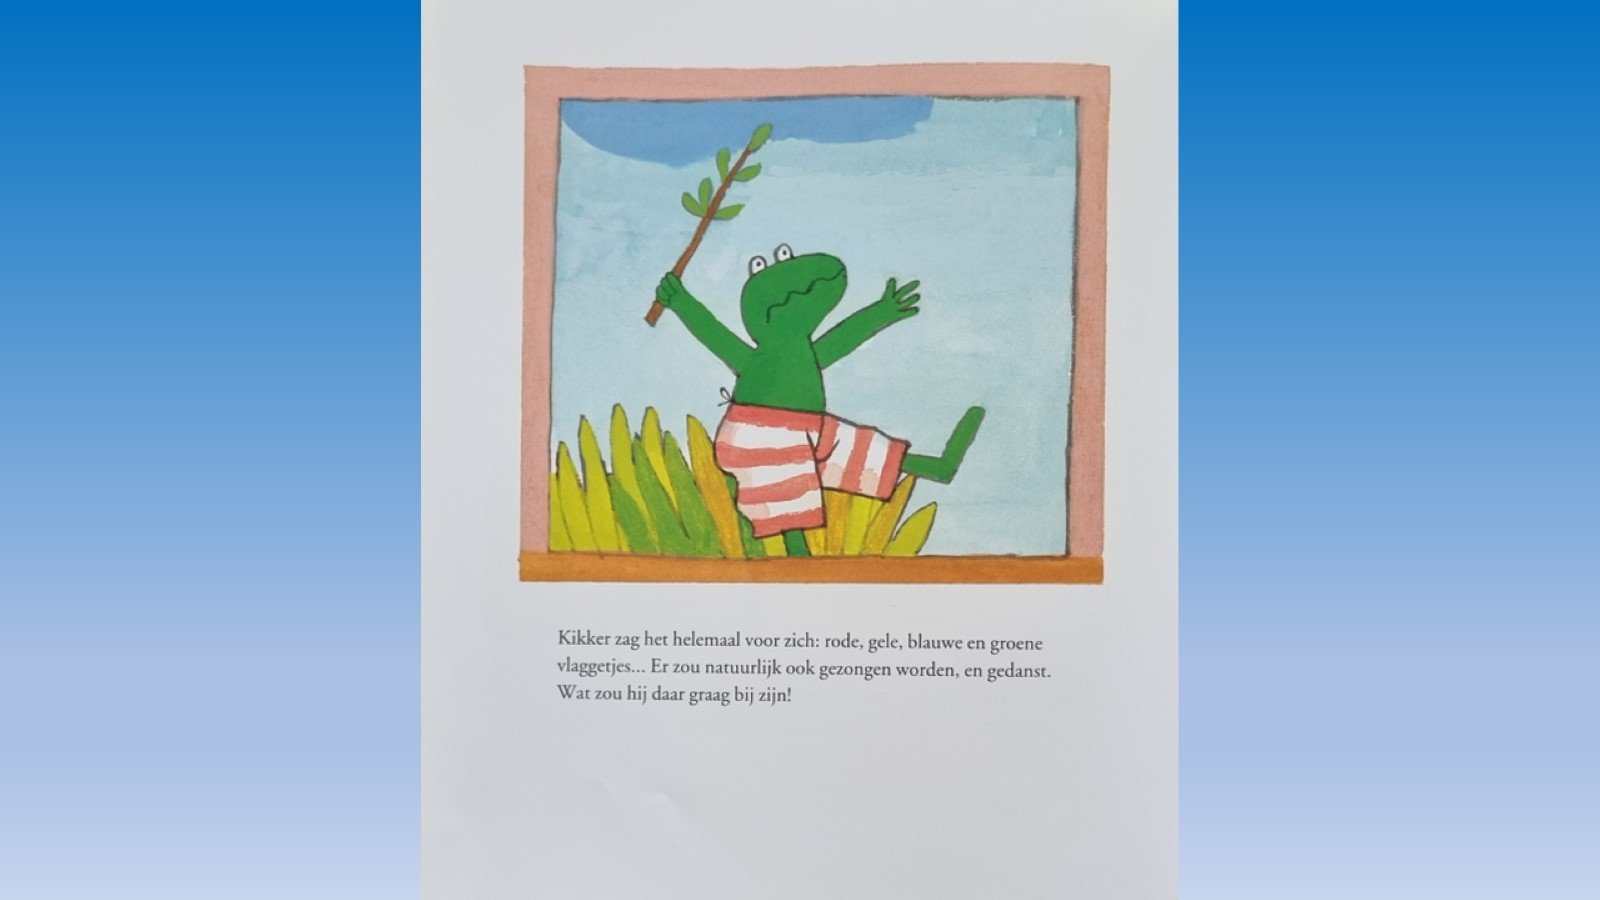 Kikker zag het helemaal voor zich: rode, gele, blauwe en groene
vlaggetjes... Er zou natuurlijk ook gezongen worden, en gedanst.
Wat zou hij daar graag bij zijn!